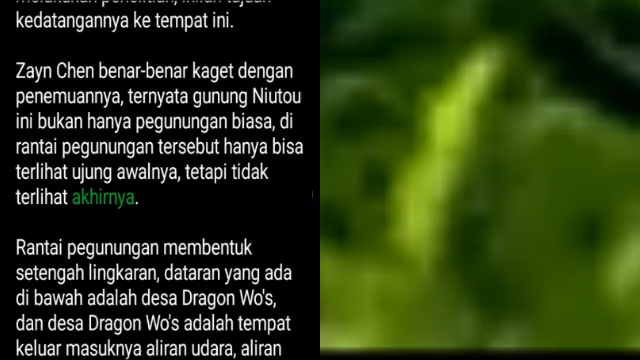 kedatangannya ke tempat ini.
Zayn Chen benar-benar kaget dengan
penemuannya, ternyata gunung Niutou
ini bukan hanya pegunungan biasa, di
rantai pegunungan tersebut hanya bisa
terlihat ujung awalnya, tetapi tidak
terlihat akhirnya.
Rantai pegunungan membentuk
setengah lingkaran, dataran yang ada
di bawah adalah desa Dragon Wo's,
dan desa Dragon Wo's adalah tempat
keluar masuknya aliran udara, aliran